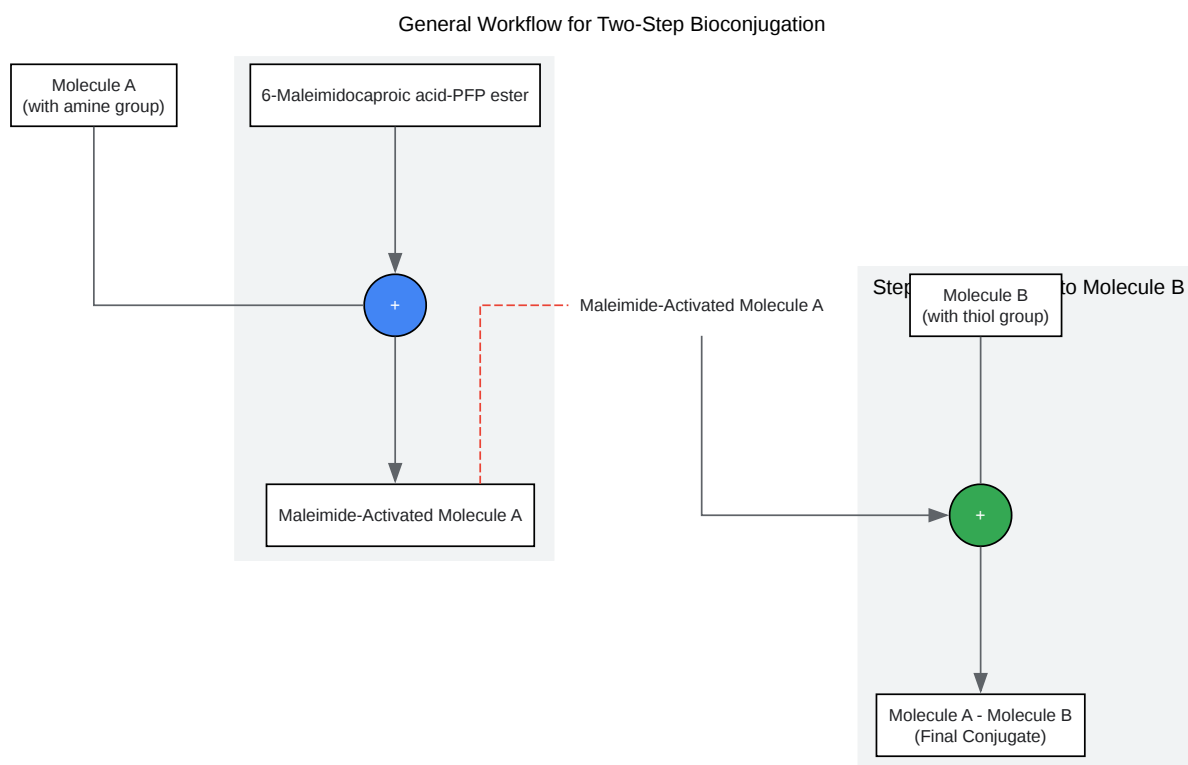 General Workflow for Two-Step Bioconjugation
Molecule A
(with amine group)
6-Maleimidocaproic acid-PFP ester
+
Maleimide-Activated Molecule A
Maleimide-Activated Molecule A
Step
to Molecule B
Molecule B
(with thiol group)
+
Molecule A - Molecule B
(Final Conjugate)